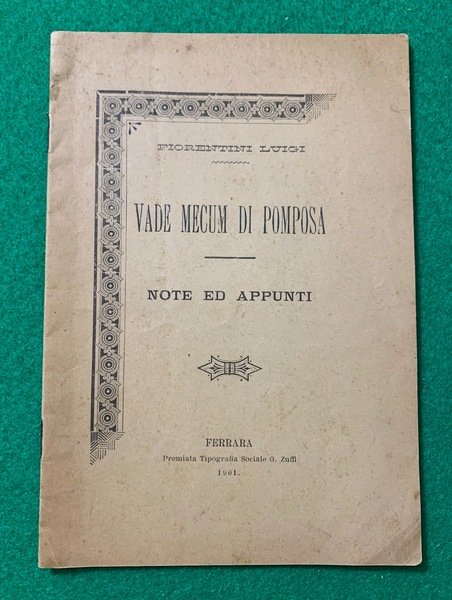 FIORENTINI LUIGI
VADE MECUM DI POMPOSA
NOTE ED APPUNTI
FERRARA
Premiata Tipografia Sociale G. Zuffi
1901.